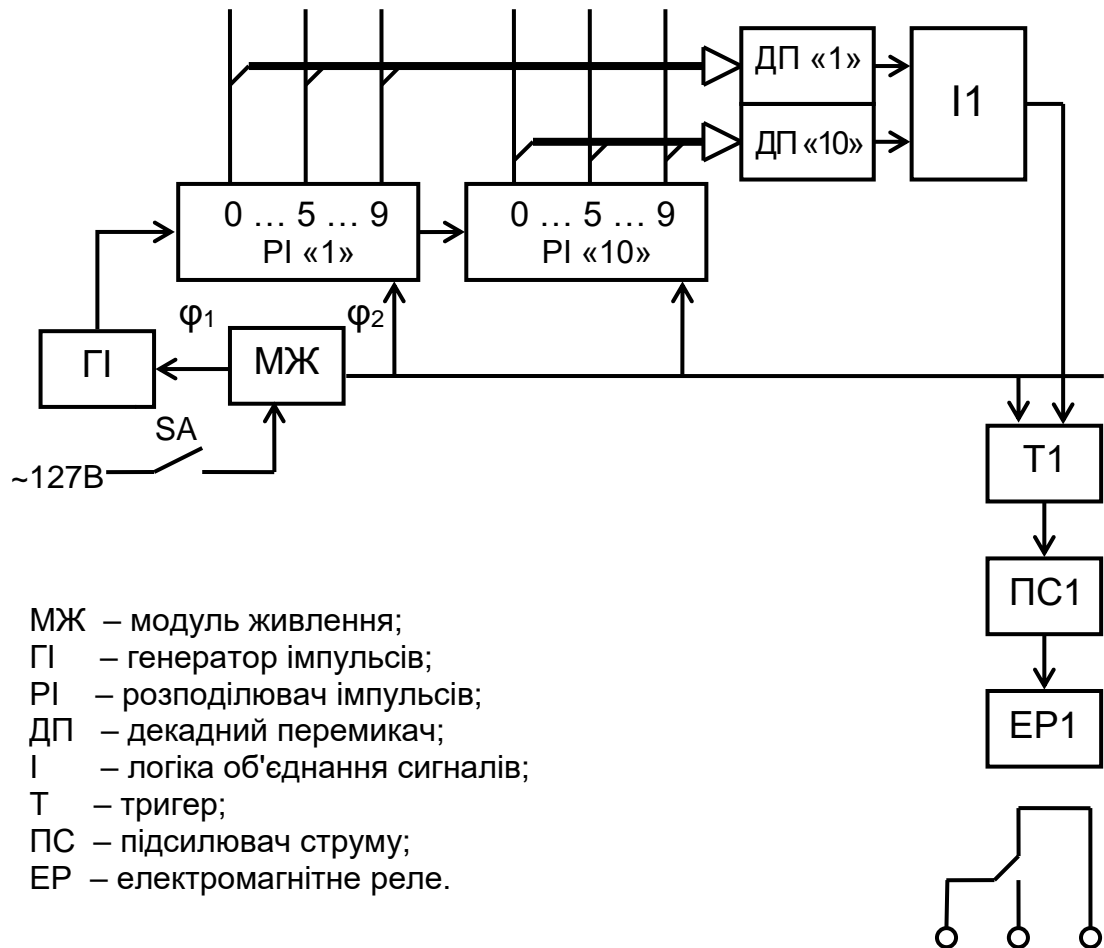 ДП «1»
І1
ДП «10»
0 … 5 … 9
РІ «1»
0 … 5 … 9
РІ «10»
φ1
φ2
ГІ
МЖ
SA
~127В
Т1
ПС1
ЕР1
МЖ – модуль живлення;
ГІ – генератор імпульсів;
РІ – розподілювач імпульсів;
ДП – декадний перемикач;
І – логіка об'єднання сигналів;
Т – тригер;
ПС – підсилювач струму;
ЕР – електромагнітне реле.